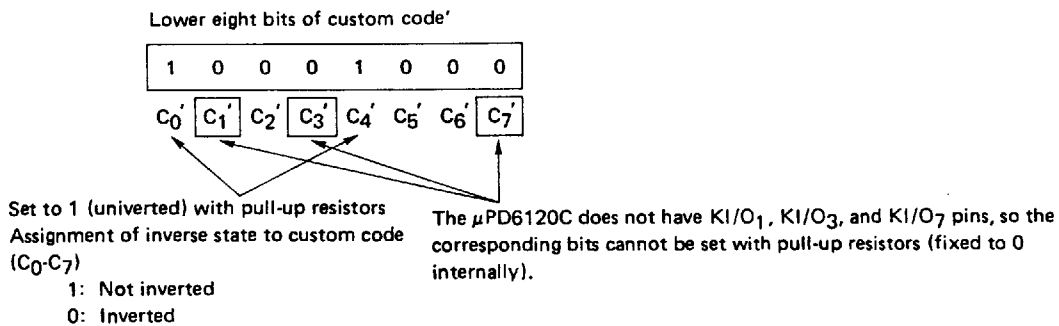 Lower eight bits of custom code′
1 0 0 0 1 0 0 0
C₀′ C₁′ C₂′ C₃′ C₄′ C₅′ C₆′ C₇′
Set to 1 (univerted) with pull-up resistors
Assignment of inverse state to custom code
(C₀-C₇)
1: Not inverted
0: Inverted
The μPD6120C does not have KI/O₁, KI/O₃, and KI/O₇ pins, so the
corresponding bits cannot be set with pull-up resistors (fixed to 0
internally).